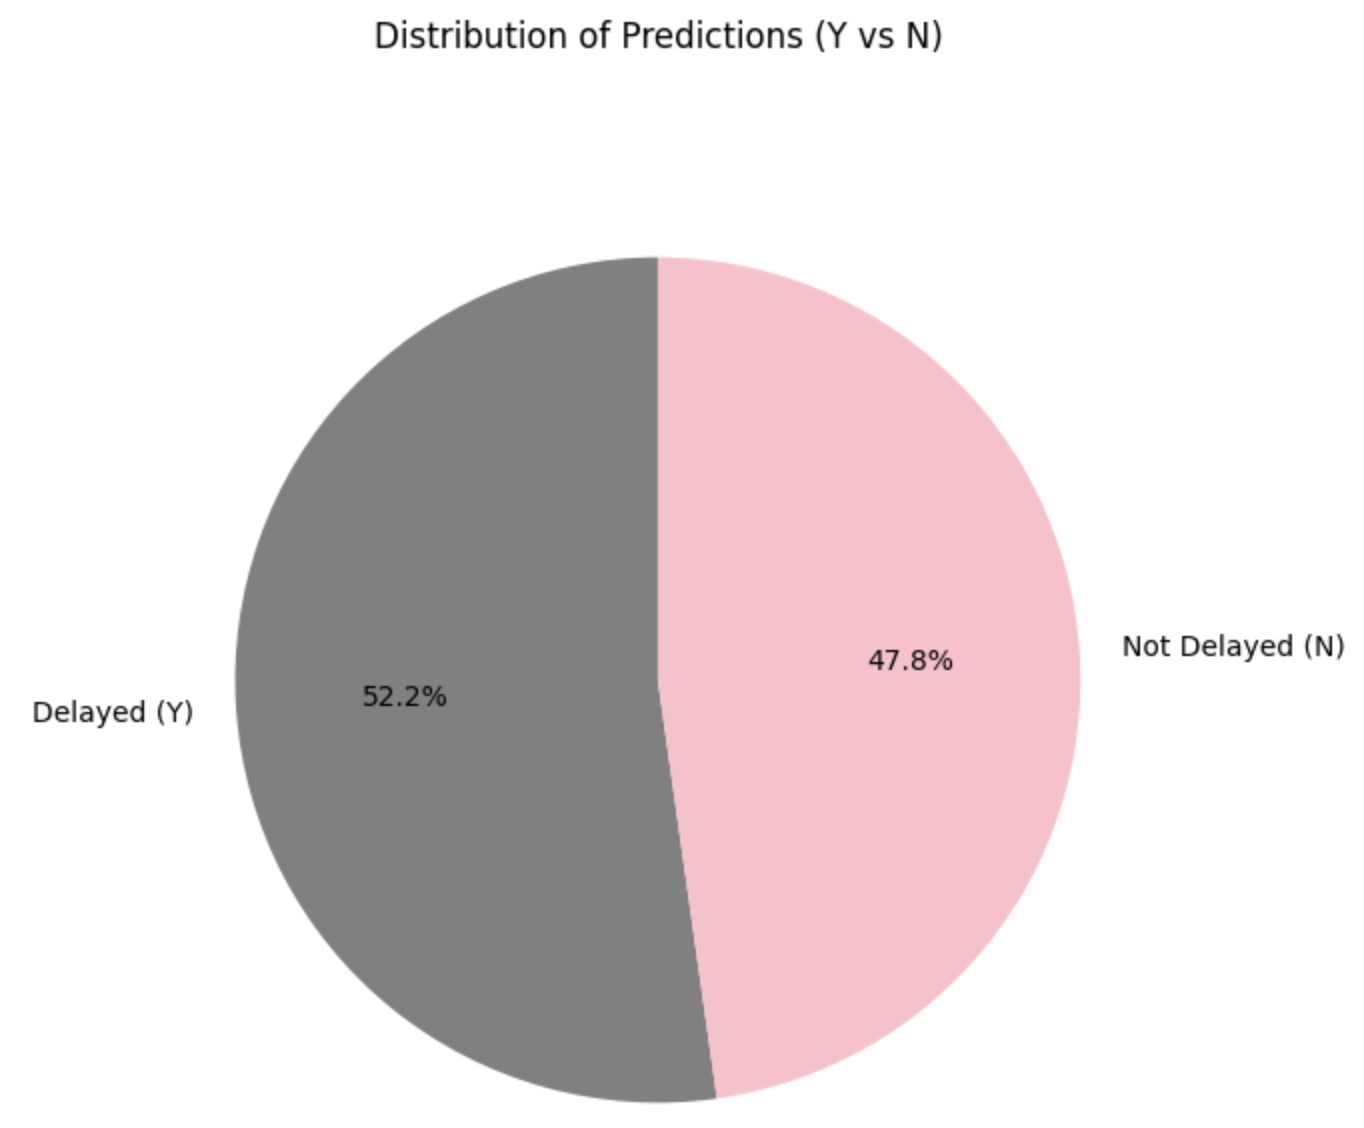 Distribution of Predictions (Y vs N)
47.8%
Not Delayed (N)
52.2%
Delayed (Y)